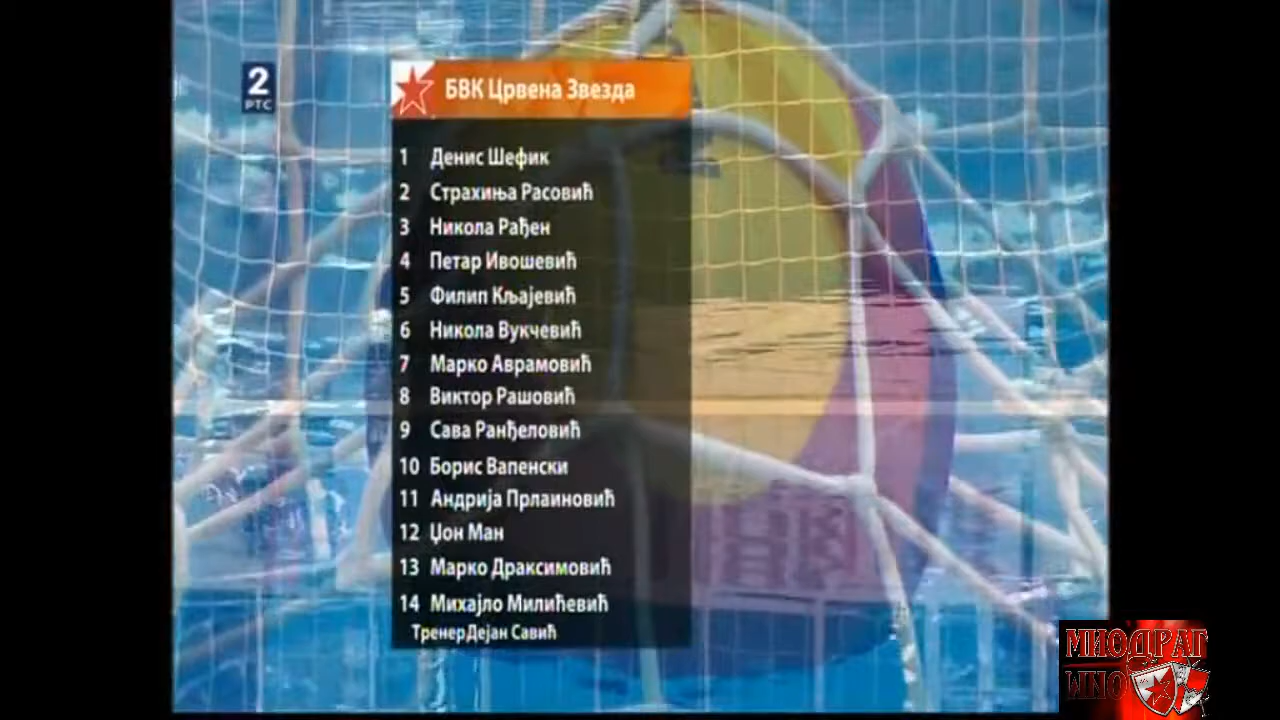 2
РТС
БВК Црвена Звезда
1 Денис Шефик
2 Страхиња Расовић
3 Никола Рађен
4 Петар Ивошевић
5 Филип Кљајевић
6 Никола Вукчевић
7 Марко Аврамовић
8 Виктор Рашовић
9 Сава Ранђеловић
10 Борис Вапенски
11 Андрија Прлаиновић
12 Џон Ман
13 Марко Драксимовић
14 Михајло Милићевић
ТренерДејан Савић
МИОДРАГ